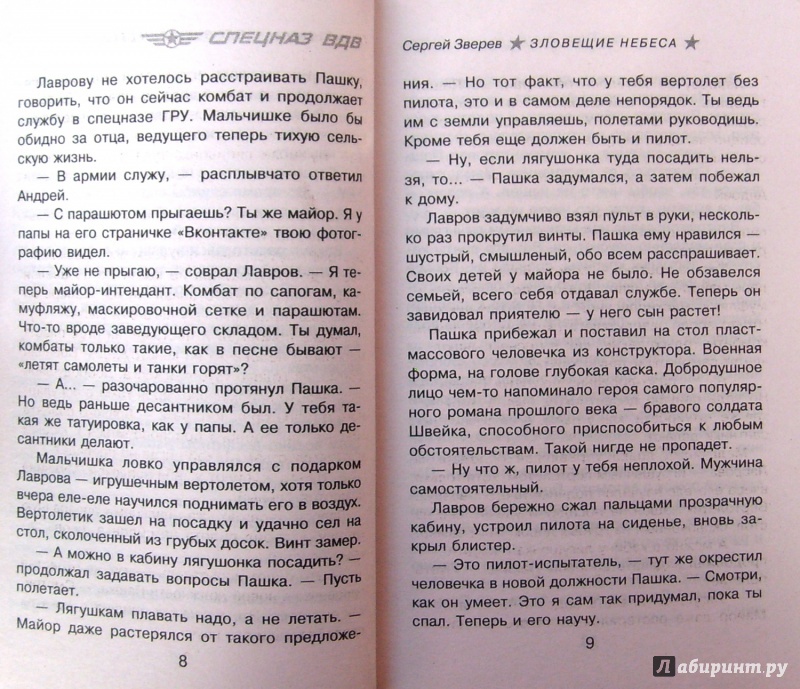 СПЕЦНАЗ ВДВ
Лаврову не хотелось расстраивать Пашку,
говорить, что он сейчас комбат и продолжает
службу в спецназе ГРУ. Мальчишке было бы
обидно за отца, ведущего теперь тихую сель-
скую жизнь.
— В армии служу, — расплывчато ответил
Андрей.
— С парашютом прыгаешь? Ты же майор. Я у
папы на его страничке «Вконтакте» твою фотог-
рафию видел.
— Уже не прыгаю, — соврал Лавров. — Я те-
перь майор-интендант. Комбат по сапогам, ка-
муфляжу, маскировочной сетке и парашютам.
Что-то вроде заведующего складом. Ты думал,
комбаты только такие, как в песне бывают —
«летят самолеты и танки горят»?
— А... — разочарованно протянул Пашка. —
Но ведь раньше десантником был. У тебя та-
кая же татуировка, как у папы. А ее только де-
сантники делают.
Мальчишка ловко управлялся с подарком
Лаврова — игрушечным вертолетом, хотя только
вчера еле-еле научился поднимать его в воздух.
Вертолетик зашел на посадку и удачно сел на
стол, сколоченный из грубых досок. Винт замер.
— А можно в кабину лягушонка посадить? —
продолжал задавать вопросы Пашка. — Пусть
полетает.
— Лягушкам плавать надо, а не летать. —
Майор даже растерялся от такого предложе-
8
Сергей Зверев ★ ЗЛОВЕЩИЕ НЕБЕСА ★
ния. — Но тот факт, что у тебя вертолет без
пилота, это и в самом деле непорядок. Ты ведь
им с земли управляешь, полетами руководишь.
Кроме тебя еще должен быть и пилот.
— Ну, если лягушонка туда посадить нель-
зя, то... — Пашка задумался, а затем побежал
к дому.
Лавров задумчиво взял пульт в руки, несколь-
ко раз прокрутил винты. Пашка ему нравился —
шустрый, смышленый, обо всем расспрашивает.
Своих детей у майора не было. Не обзавелся
семьей, всего себя отдавал службе. Теперь он
завидовал приятелю — у него сын растет!
Пашка прибежал и поставил на стол пласт-
массового человечка из конструктора. Военная
форма, на голове глубокая каска. Добродушное
лицо чем-то напоминало героя самого популяр-
ного романа прошлого века — бравого солдата
Швейка, способного приспособиться к любым
обстоятельствам. Такой нигде не пропадет.
— Ну что ж, пилот у тебя неплохой. Мужчина
самостоятельный.
Лавров бережно сжал пальцами прозрачную
кабину, устроил пилота на сиденье, вновь за-
крыл блистер.
— Это пилот-испытатель, — тут же окрестил
человечка в новой должности Пашка. — Смотри,
как он умеет. Это я сам так придумал, пока ты
спал. Теперь и его научу.
9
Лабиринт.ру